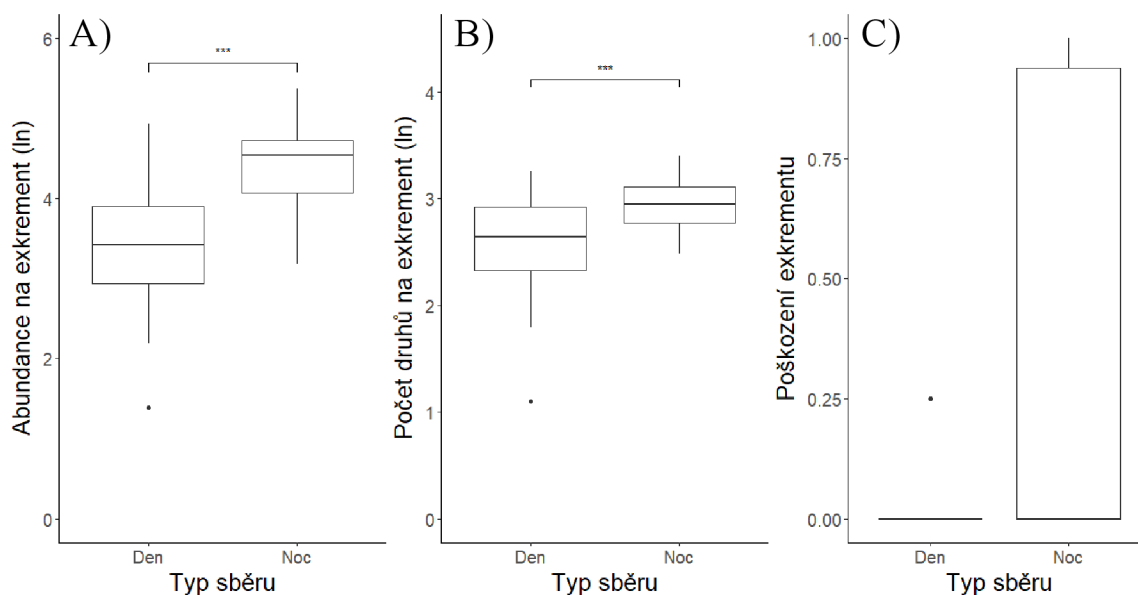 A)
***
Abundance na exkrement (ln)
6
4
2
0
Den
Noc
Typ sběru
B)
***
Počet druhů na exkrement (ln)
4
3
2
1
0
Den
Noc
Typ sběru
C)
Poškození exkrementu
1.00
0.75
0.50
0.25
0.00
Den
Noc
Typ sběru